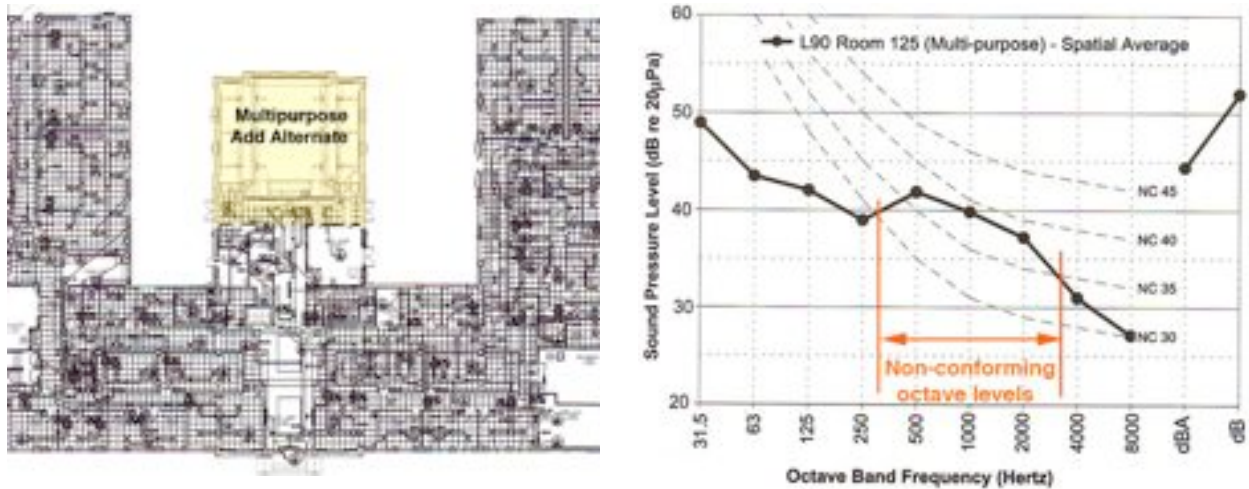 Multipurpose
Add Alternate
60
50
40
30
20
Sound Pressure Level (dB re 20µPa)
L90 Room 125 (Multi-purpose) - Spatial Average
NC 45
NC 40
NC 35
NC 30
Non-conforming
octave levels
31.5
63
125
250
500
1000
2000
4000
8000
dBA
dB
Octave Band Frequency (Hertz)